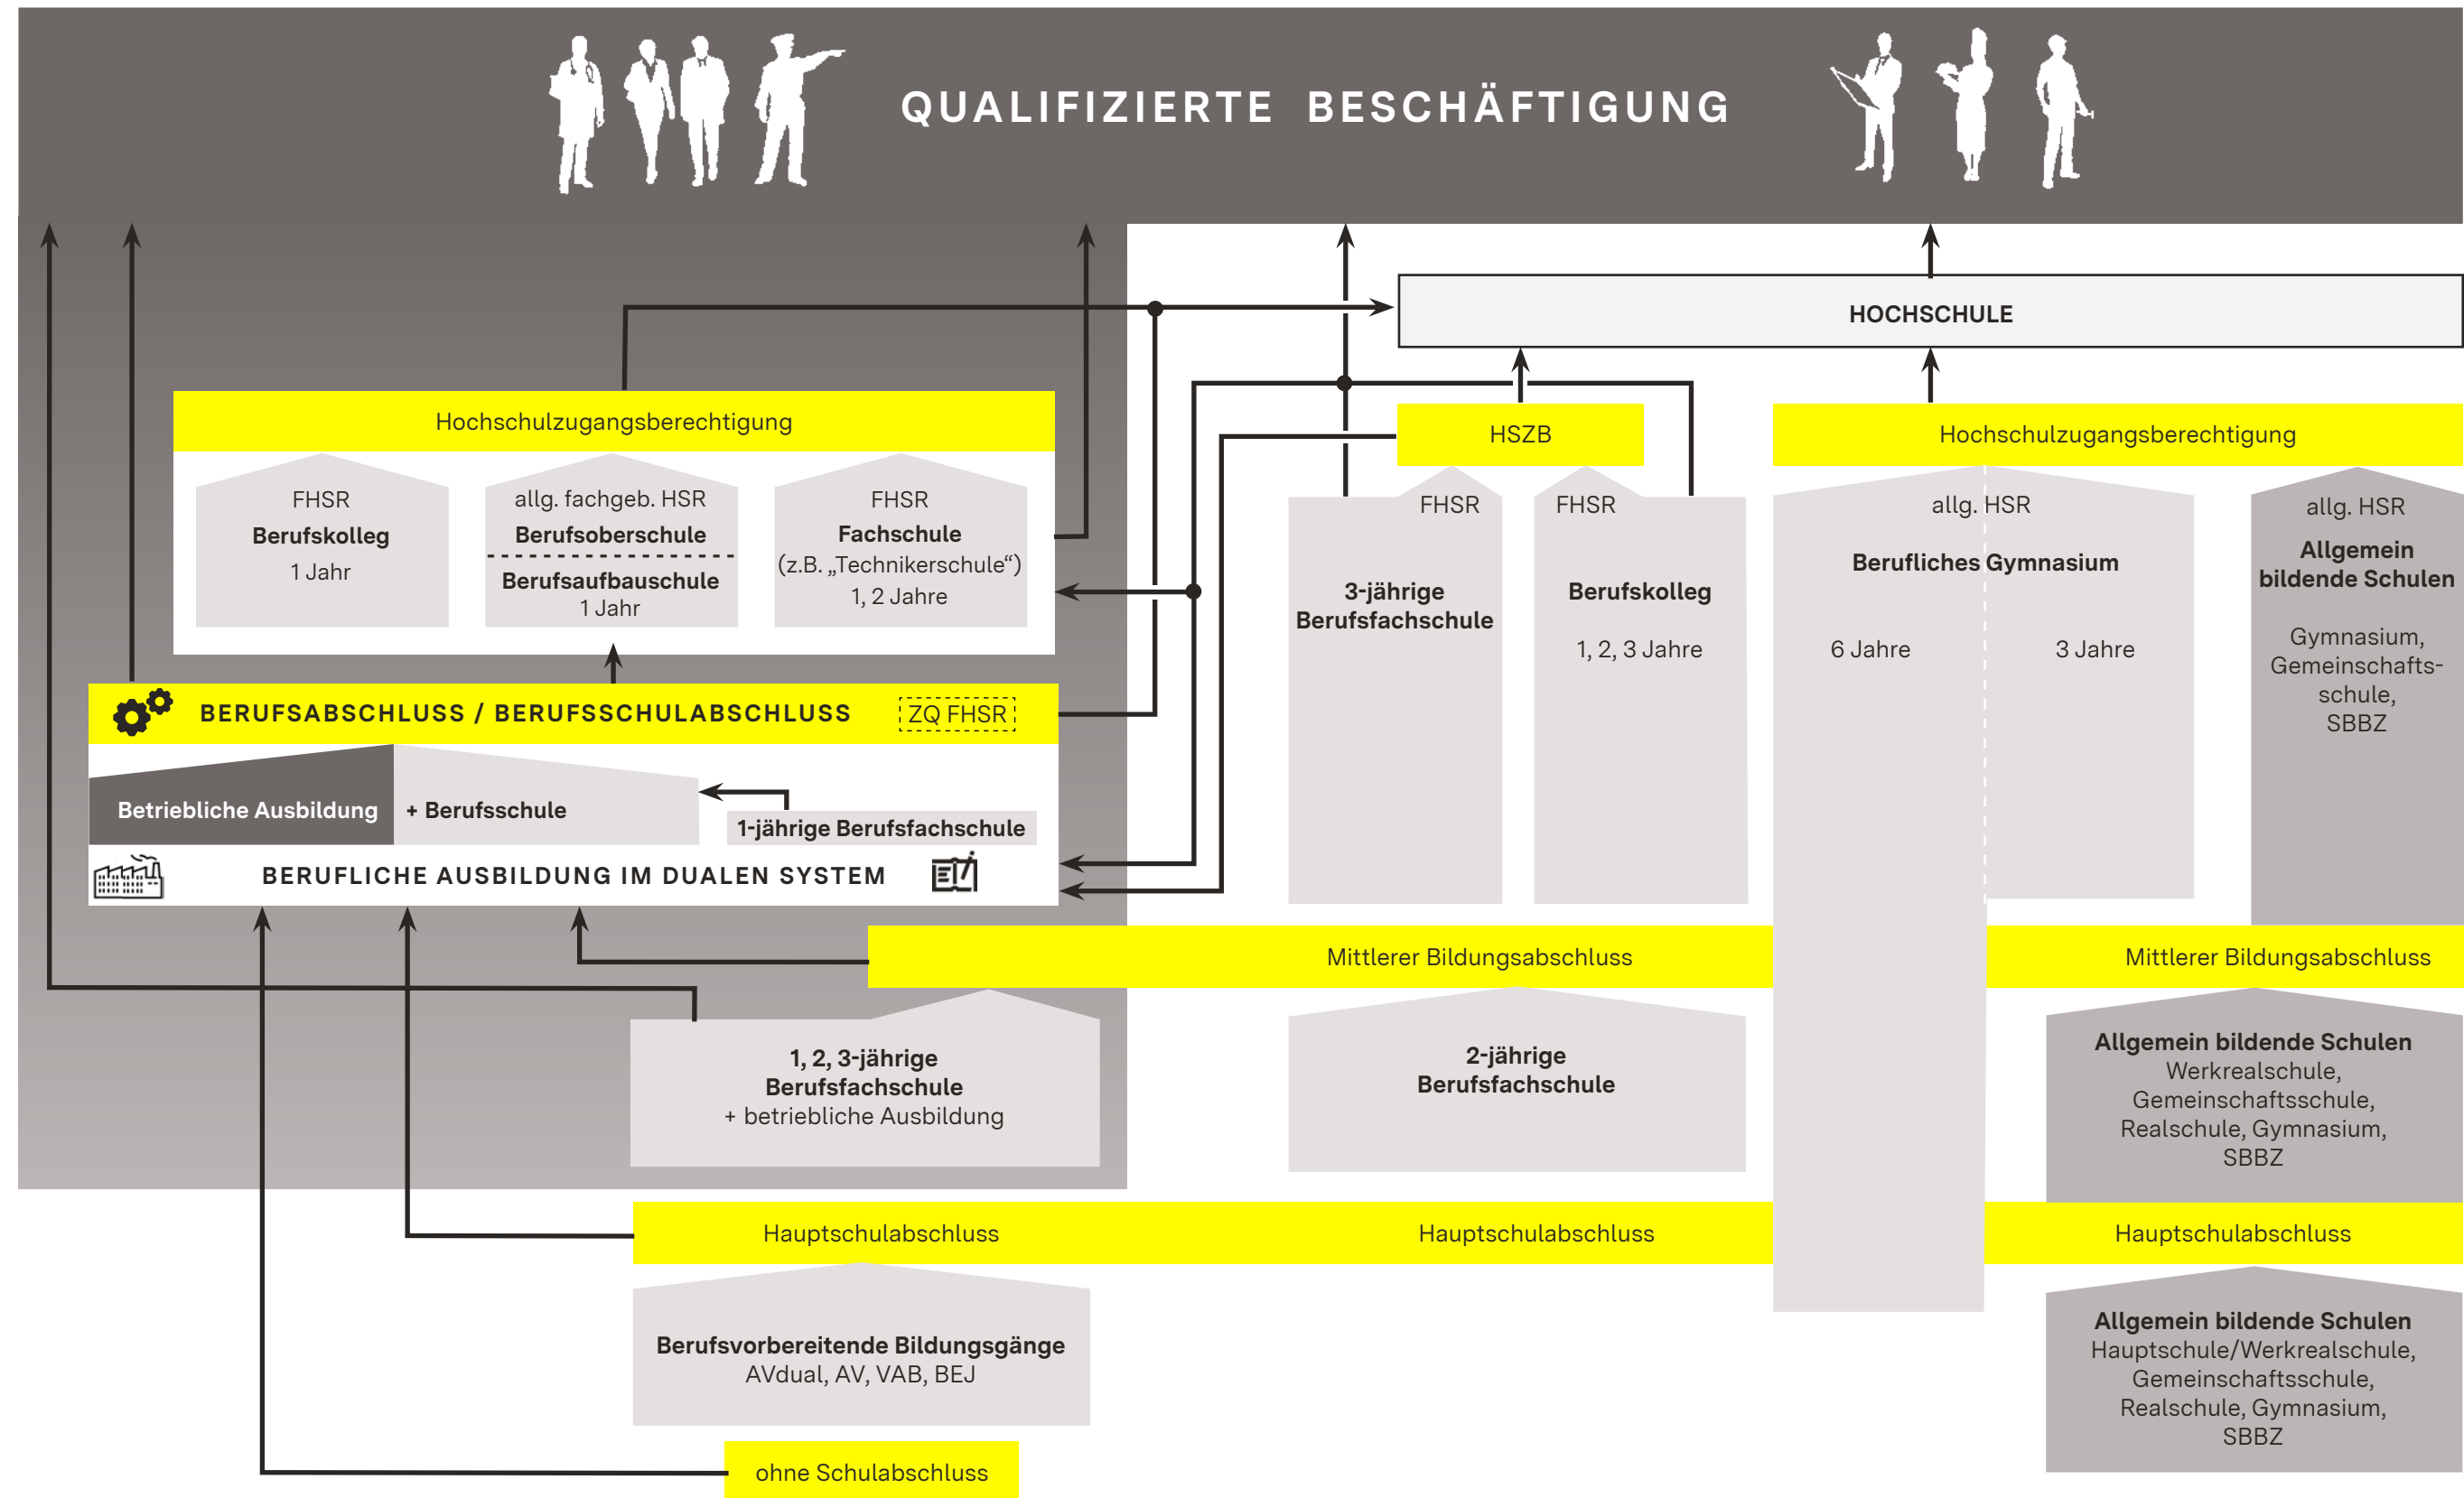 QUALIFIZIERTE BESCHÄFTIGUNG
HOCHSCHULE
Hochschulzugangsberechtigung
FHSR
Berufskolleg
1 Jahr
allg. fachgeb. HSR
Berufsoberschule
Berufsaufbauschule
1 Jahr
FHSR
Fachschule
(z.B. „Technikerschule“)
1, 2 Jahre
HSZB
FHSR
3-jährige
Berufsfachschule
FHSR
Berufskolleg
1, 2, 3 Jahre
Hochschulzugangsberechtigung
allg. HSR
Berufliches Gymnasium
6 Jahre
3 Jahre
allg. HSR
Allgemein
bildende Schulen
Gymnasium,
Gemeinschafts-
schule,
SBBZ
BERUFSABSCHLUSS / BERUFSSCHULABSCHLUSS
ZQ FHSR
Betriebliche Ausbildung
+ Berufsschule
1-jährige Berufsfachschule
BERUFLICHE AUSBILDUNG IM DUALEN SYSTEM
Mittlerer Bildungsabschluss
Mittlerer Bildungsabschluss
1, 2, 3-jährige
Berufsfachschule
+ betriebliche Ausbildung
2-jährige
Berufsfachschule
Allgemein bildende Schulen
Werkrealschule,
Gemeinschaftsschule,
Realschule, Gymnasium,
SBBZ
Hauptschulabschluss
Hauptschulabschluss
Hauptschulabschluss
Berufsvorbereitende Bildungsgänge
AVdual, AV, VAB, BEJ
Allgemein bildende Schulen
Hauptschule/Werkrealschule,
Gemeinschaftsschule,
Realschule, Gymnasium,
SBBZ
ohne Schulabschluss